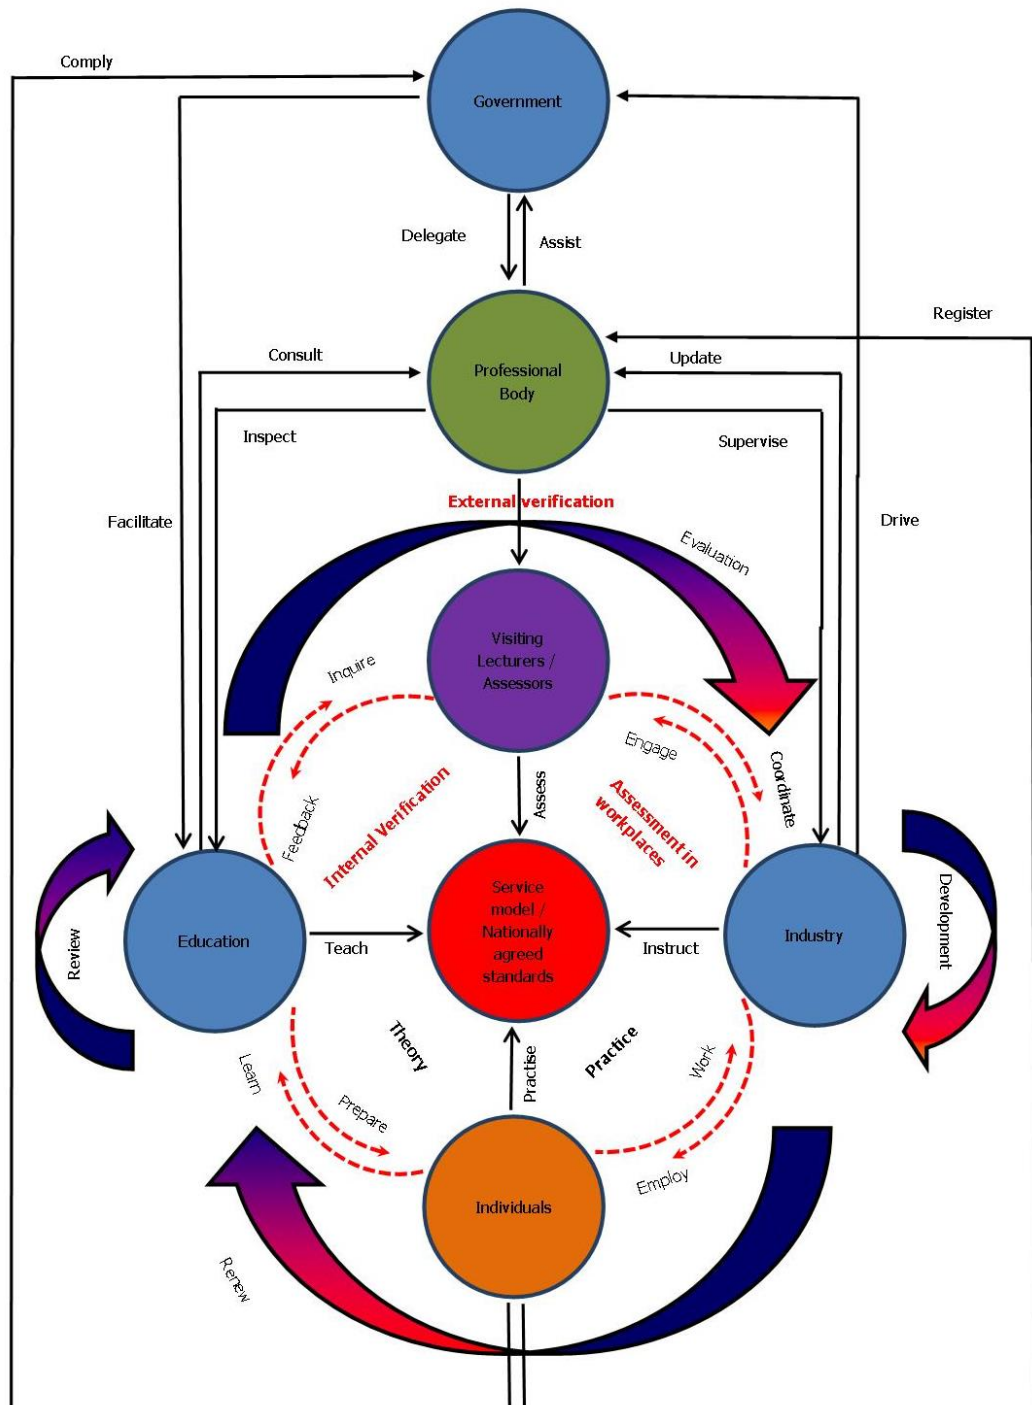 Comply
Government
Delegate
Assist
Register
Consult
Professional
Body
Update
Inspect
Supervise
External verification
Facilitate
Drive
Evaluation
Visiting
Lecturers /
Assessors
Inquire
Engage
Coordinate
Feedback
Internal Verification
Assess
Assessment in
workplaces
Review
Education
Teach
Service
model /
Nationally
agreed
standards
Instruct
Industry
Development
Theory
Practice
Learn
Prepare
Practise
Work
Employ
Individuals
Renew